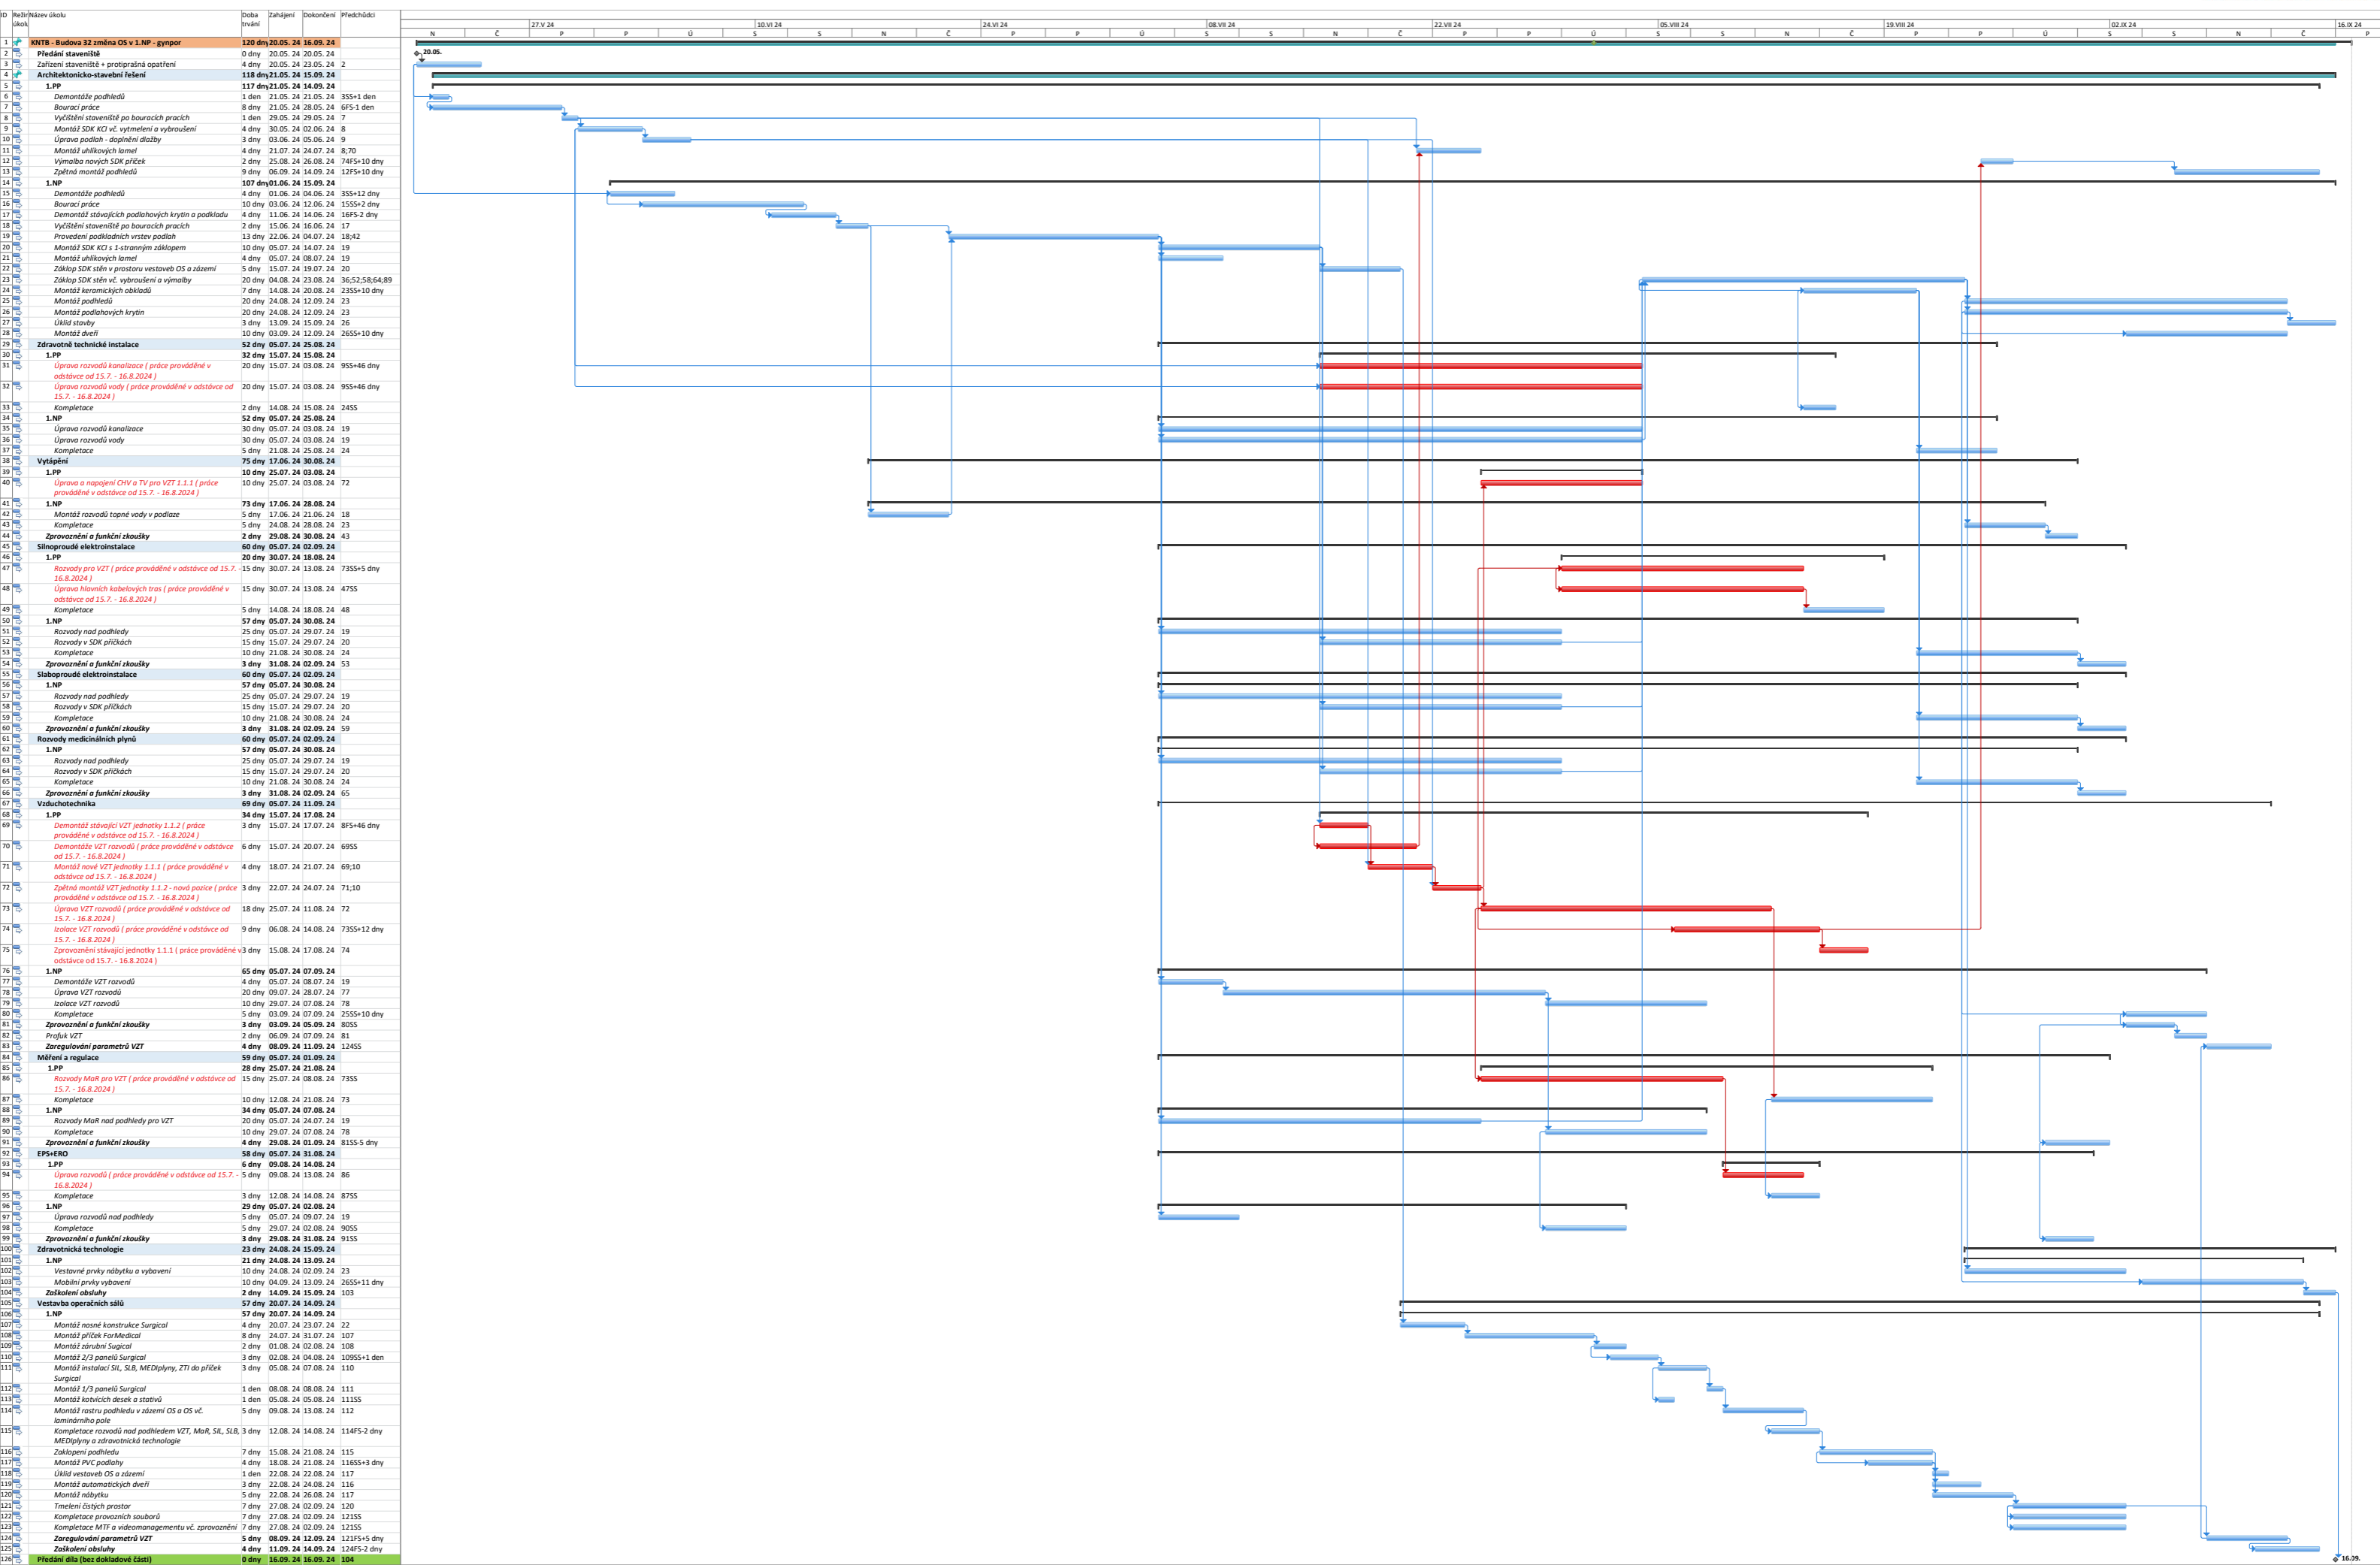 ID Režim úkolu Název úkolu Doba trvání Zahájení Dokončení Předchůdci
27.V 24 10.VI 24 24.VI 24 08.VII 24 22.VII 24 05.VIII 24 19.VIII 24 02.IX 24 16.IX 24
N Č P P Ú S S N Č P P Ú S S N Č P P Ú S S N Č P P Ú S S N Č P
1 KNTB - Budova 32 změna OS v 1.NP - gynpor 120 dny 20.05. 24 16.09. 24
2 Předání staveniště 0 dny 20.05. 24 20.05. 24
20.05.
3 Zařízení staveniště + protiprašná opatření 4 dny 20.05. 24 23.05. 24 2
4 Architektonicko-stavební řešení 118 dny 21.05. 24 15.09. 24
5 1.PP 117 dny 21.05. 24 14.09. 24
6 Demontáže podhledů 1 den 21.05. 24 21.05. 24 3SS+1 den
7 Bourací práce 8 dny 21.05. 24 28.05. 24 6FS-1 den
8 Vyčištění staveniště po bouracích pracích 1 den 29.05. 24 29.05. 24 7
9 Montáž SDK KCI vč. vytmelení a vybroušení 4 dny 30.05. 24 02.06. 24 8
10 Úprava podlah - doplnění dlažby 3 dny 03.06. 24 05.06. 24 9
11 Montáž uhlíkových lamel 4 dny 21.07. 24 24.07. 24 8;70
12 Výmalba nových SDK příček 2 dny 25.08. 24 26.08. 24 74FS+10 dny
13 Zpětná montáž podhledů 9 dny 06.09. 24 14.09. 24 12FS+10 dny
14 1.NP 107 dny 01.06. 24 15.09. 24
15 Demontáže podhledů 4 dny 01.06. 24 04.06. 24 3SS+12 dny
16 Bourací práce 10 dny 03.06. 24 12.06. 24 15SS+2 dny
17 Demontáž stávajících podlahových krytin a podkladu 4 dny 11.06. 24 14.06. 24 16FS-2 dny
18 Vyčištění staveniště po bouracích pracích 2 dny 15.06. 24 16.06. 24 17
19 Provedení podkladních vrstev podlah 13 dny 22.06. 24 04.07. 24 18;42
20 Montáž SDK KCI s 1-stranným záklopem 10 dny 05.07. 24 14.07. 24 19
21 Montáž uhlíkových lamel 4 dny 05.07. 24 08.07. 24 19
22 Záklop SDK stěn v prostoru vestaveb OS a zázemí 5 dny 15.07. 24 19.07. 24 20
23 Záklop SDK stěn vč. vybroušení a výmalby 20 dny 04.08. 24 23.08. 24 36;52;58;64;89
24 Montáž keramických obkladů 7 dny 14.08. 24 20.08. 24 23SS+10 dny
25 Montáž podhledů 20 dny 24.08. 24 12.09. 24 23
26 Montáž podlahových krytin 20 dny 24.08. 24 12.09. 24 23
27 Úklid stavby 3 dny 13.09. 24 15.09. 24 26
28 Montáž dveří 10 dny 03.09. 24 12.09. 24 26SS+10 dny
29 Zdravotně technické instalace 52 dny 05.07. 24 25.08. 24
30 1.PP 32 dny 15.07. 24 15.08. 24
31 Úprava rozvodů kanalizace ( práce prováděné v 20 dny 15.07. 24 03.08. 24 9SS+46 dny
odstávce od 15.7. - 16.8.2024 )
32 Úprava rozvodů vody ( práce prováděné v odstávce od 20 dny 15.07. 24 03.08. 24 9SS+46 dny
15.7. - 16.8.2024 )
33 Kompletace 2 dny 14.08. 24 15.08. 24 24SS
34 1.NP 52 dny 05.07. 24 25.08. 24
35 Úprava rozvodů kanalizace 30 dny 05.07. 24 03.08. 24 19
36 Úprava rozvodů vody 30 dny 05.07. 24 03.08. 24 19
37 Kompletace 5 dny 21.08. 24 25.08. 24 24
38 Vytápění 75 dny 17.06. 24 30.08. 24
39 1.PP 10 dny 25.07. 24 03.08. 24
40 Úprava a napojení CHV a TV pro VZT 1.1.1 ( práce 10 dny 25.07. 24 03.08. 24 72
prováděné v odstávce od 15.7. - 16.8.2024 )
41 1.NP 73 dny 17.06. 24 28.08. 24
42 Montáž rozvodů topné vody v podlaze 5 dny 17.06. 24 21.06. 24 18
43 Kompletace 5 dny 24.08. 24 28.08. 24 23
44 Zprovoznění a funkční zkoušky 2 dny 29.08. 24 30.08. 24 43
45 Silnoproudé elektroinstalace 60 dny 05.07. 24 02.09. 24
46 1.PP 20 dny 30.07. 24 18.08. 24
47 Rozvody pro VZT ( práce prováděné v odstávce od 15.7. - 15 dny 30.07. 24 13.08. 24 73SS+5 dny
16.8.2024 )
48 Úprava hlavních kabelových tras ( práce prováděné v 15 dny 30.07. 24 13.08. 24 47SS
odstávce od 15.7. - 16.8.2024 )
49 Kompletace 5 dny 14.08. 24 18.08. 24 48
50 1.NP 57 dny 05.07. 24 30.08. 24
51 Rozvody nad podhledy 25 dny 05.07. 24 29.07. 24 19
52 Rozvody v SDK příčkách 15 dny 15.07. 24 29.07. 24 20
53 Kompletace 10 dny 21.08. 24 30.08. 24 24
54 Zprovoznění a funkční zkoušky 3 dny 31.08. 24 02.09. 24 53
55 Slaboproudé elektroinstalace 60 dny 05.07. 24 02.09. 24
56 1.NP 57 dny 05.07. 24 30.08. 24
57 Rozvody nad podhledy 25 dny 05.07. 24 29.07. 24 19
58 Rozvody v SDK příčkách 15 dny 15.07. 24 29.07. 24 20
59 Kompletace 10 dny 21.08. 24 30.08. 24 24
60 Zprovoznění a funkční zkoušky 3 dny 31.08. 24 02.09. 24 59
61 Rozvody medicinálních plynů 60 dny 05.07. 24 02.09. 24
62 1.NP 57 dny 05.07. 24 30.08. 24
63 Rozvody nad podhledy 25 dny 05.07. 24 29.07. 24 19
64 Rozvody v SDK příčkách 15 dny 15.07. 24 29.07. 24 20
65 Kompletace 10 dny 21.08. 24 30.08. 24 24
66 Zprovoznění a funkční zkoušky 3 dny 31.08. 24 02.09. 24 65
67 Vzduchotechnika 69 dny 05.07. 24 11.09. 24
68 1.PP 34 dny 15.07. 24 17.08. 24
69 Demontáž stávající VZT jednotky 1.1.2 ( práce 3 dny 15.07. 24 17.07. 24 8FS+46 dny
prováděné v odstávce od 15.7. - 16.8.2024 )
70 Demontáže VZT rozvodů ( práce prováděné v odstávce 6 dny 15.07. 24 20.07. 24 69SS
od 15.7. - 16.8.2024 )
71 Montáž nové VZT jednotky 1.1.1 ( práce prováděné v 4 dny 18.07. 24 21.07. 24 69;10
odstávce od 15.7. - 16.8.2024 )
72 Zpětná montáž VZT jednotky 1.1.2 - nová pozice ( práce 3 dny 22.07. 24 24.07. 24 71;10
prováděné v odstávce od 15.7. - 16.8.2024 )
73 Úprava VZT rozvodů ( práce prováděné v odstávce od 18 dny 25.07. 24 11.08. 24 72
15.7. - 16.8.2024 )
74 Izolace VZT rozvodů ( práce prováděné v odstávce od 9 dny 06.08. 24 14.08. 24 73SS+12 dny
15.7. - 16.8.2024 )
75 Zprovoznění stávající jednotky 1.1.1 ( práce prováděné v 3 dny 15.08. 24 17.08. 24 74
odstávce od 15.7. - 16.8.2024 )
76 1.NP 65 dny 05.07. 24 07.09. 24
77 Demontáže VZT rozvodů 4 dny 05.07. 24 08.07. 24 19
78 Úprava VZT rozvodů 20 dny 09.07. 24 28.07. 24 77
79 Izolace VZT rozvodů 10 dny 29.07. 24 07.08. 24 78
80 Kompletace 5 dny 03.09. 24 07.09. 24 25SS+10 dny
81 Zprovoznění a funkční zkoušky 3 dny 03.09. 24 05.09. 24 80SS
82 Profuk VZT 2 dny 06.09. 24 07.09. 24 81
83 Zaregulování parametrů VZT 4 dny 08.09. 24 11.09. 24 124SS
84 Měření a regulace 59 dny 05.07. 24 01.09. 24
85 1.PP 28 dny 25.07. 24 21.08. 24
86 Rozvody MaR pro VZT ( práce prováděné v odstávce od 15 dny 25.07. 24 08.08. 24 73SS
15.7. - 16.8.2024 )
87 Kompletace 10 dny 12.08. 24 21.08. 24 73
88 1.NP 34 dny 05.07. 24 07.08. 24
89 Rozvody MaR nad podhledy pro VZT 20 dny 05.07. 24 24.07. 24 19
90 Kompletace 10 dny 29.07. 24 07.08. 24 78
91 Zprovoznění a funkční zkoušky 4 dny 29.08. 24 01.09. 24 81SS-5 dny
92 EPS+ERO 58 dny 05.07. 24 31.08. 24
93 1.PP 6 dny 09.08. 24 14.08. 24
94 Úprava rozvodů ( práce prováděné v odstávce od 15.7. - 5 dny 09.08. 24 13.08. 24 86
16.8.2024 )
95 Kompletace 3 dny 12.08. 24 14.08. 24 87SS
96 1.NP 29 dny 05.07. 24 02.08. 24
97 Úprava rozvodů nad podhledy 5 dny 05.07. 24 09.07. 24 19
98 Kompletace 5 dny 29.07. 24 02.08. 24 90SS
99 Zprovoznění a funkční zkoušky 3 dny 29.08. 24 31.08. 24 91SS
100 Zdravotnická technologie 23 dny 24.08. 24 15.09. 24
101 1.NP 21 dny 24.08. 24 13.09. 24
102 Vestavné prvky nábytku a vybavení 10 dny 24.08. 24 02.09. 24 23
103 Mobilní prvky vybavení 10 dny 04.09. 24 13.09. 24 26SS+11 dny
104 Zaškolení obsluhy 2 dny 14.09. 24 15.09. 24 103
105 Vestavba operačních sálů 57 dny 20.07. 24 14.09. 24
106 1.NP 57 dny 20.07. 24 14.09. 24
107 Montáž nosné konstrukce Surgical 4 dny 20.07. 24 23.07. 24 22
108 Montáž příček ForMedical 8 dny 24.07. 24 31.07. 24 107
109 Montáž zárubní Sugical 2 dny 01.08. 24 02.08. 24 108
110 Montáž 2/3 panelů Surgical 3 dny 02.08. 24 04.08. 24 109SS+1 den
111 Montáž instalací SIL, SLB, MEDIplyny, ZTI do příček 3 dny 05.08. 24 07.08. 24 110
Surgical
112 Montáž 1/3 panelů Surgical 1 den 08.08. 24 08.08. 24 111
113 Montáž kotvících desek a stativů 1 den 05.08. 24 05.08. 24 111SS
114 Montáž rastru podhledu v zázemí OS a OS vč. 5 dny 09.08. 24 13.08. 24 112
laminárního pole
115 Kompletace rozvodů nad podhledem VZT, MaR, SIL, SLB, 3 dny 12.08. 24 14.08. 24 114FS-2 dny
MEDIplyny a zdravotnická technologie
116 Zaklopení podhledu 7 dny 15.08. 24 21.08. 24 115
117 Montáž PVC podlahy 4 dny 18.08. 24 21.08. 24 116SS+3 dny
118 Úklid vestaveb OS a zázemí 1 den 22.08. 24 22.08. 24 117
119 Montáž automatických dveří 3 dny 22.08. 24 24.08. 24 116
120 Montáž nábytku 5 dny 22.08. 24 26.08. 24 117
121 Tmelení čistých prostor 7 dny 27.08. 24 02.09. 24 120
122 Kompletace provozních souborů 7 dny 27.08. 24 02.09. 24 121SS
123 Kompletace MTF a videomanagementu vč. zprovoznění 7 dny 27.08. 24 02.09. 24 121SS
124 Zaregulování parametrů VZT 5 dny 08.09. 24 12.09. 24 121FS+5 dny
125 Zaškolení obsluhy 4 dny 11.09. 24 14.09. 24 124FS-2 dny
126 Předání díla (bez dokladové části) 0 dny 16.09. 24 16.09. 24 104
16.09.